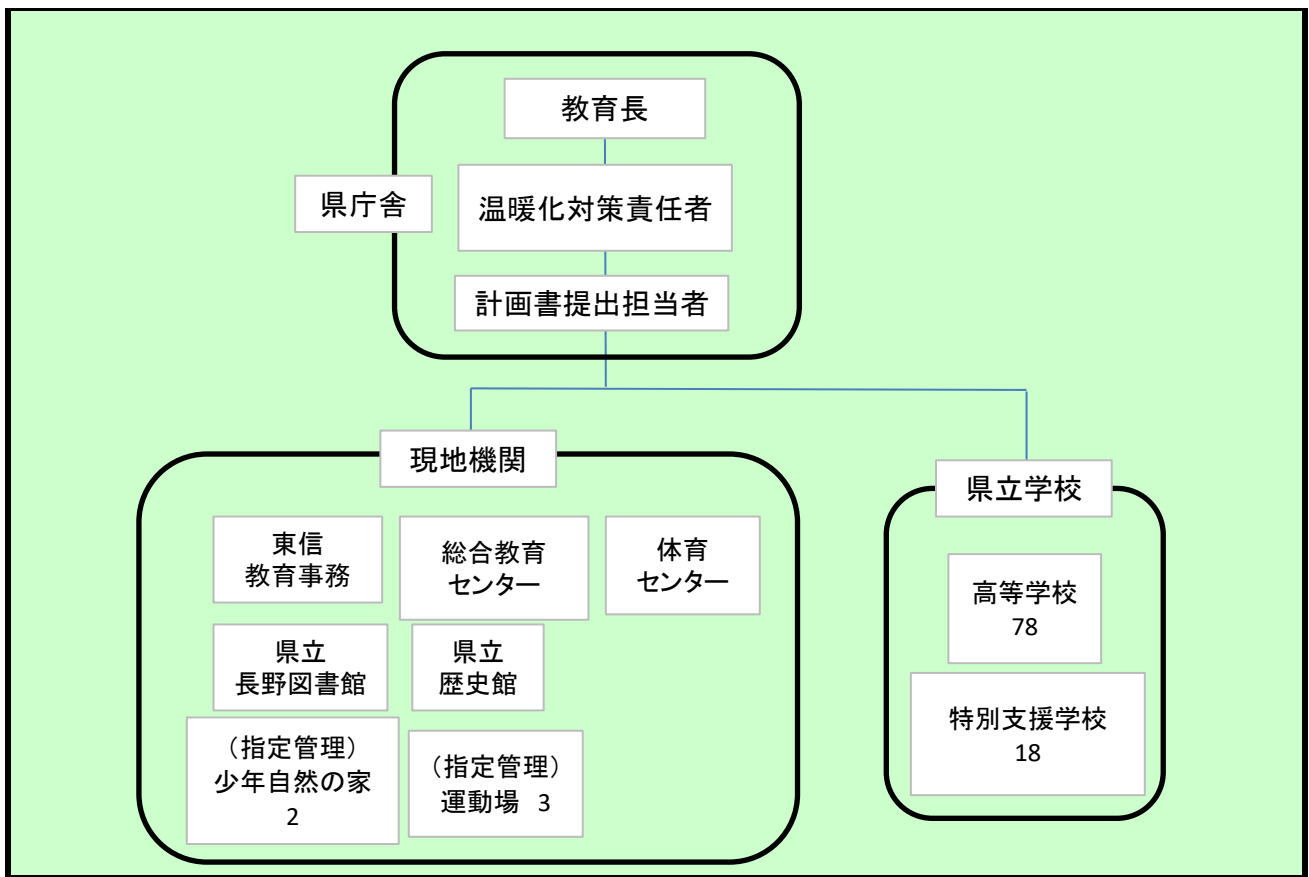 教育長
県庁舎
温暖化対策責任者
計画書提出担当者
現地機関
東信
教育事務
総合教育
センター
体育
センター
県立
長野図書館
県立
歴史館
（指定管理）
少年自然の家
2
（指定管理）
運動場 3
県立学校
高等学校
78
特別支援学校
18